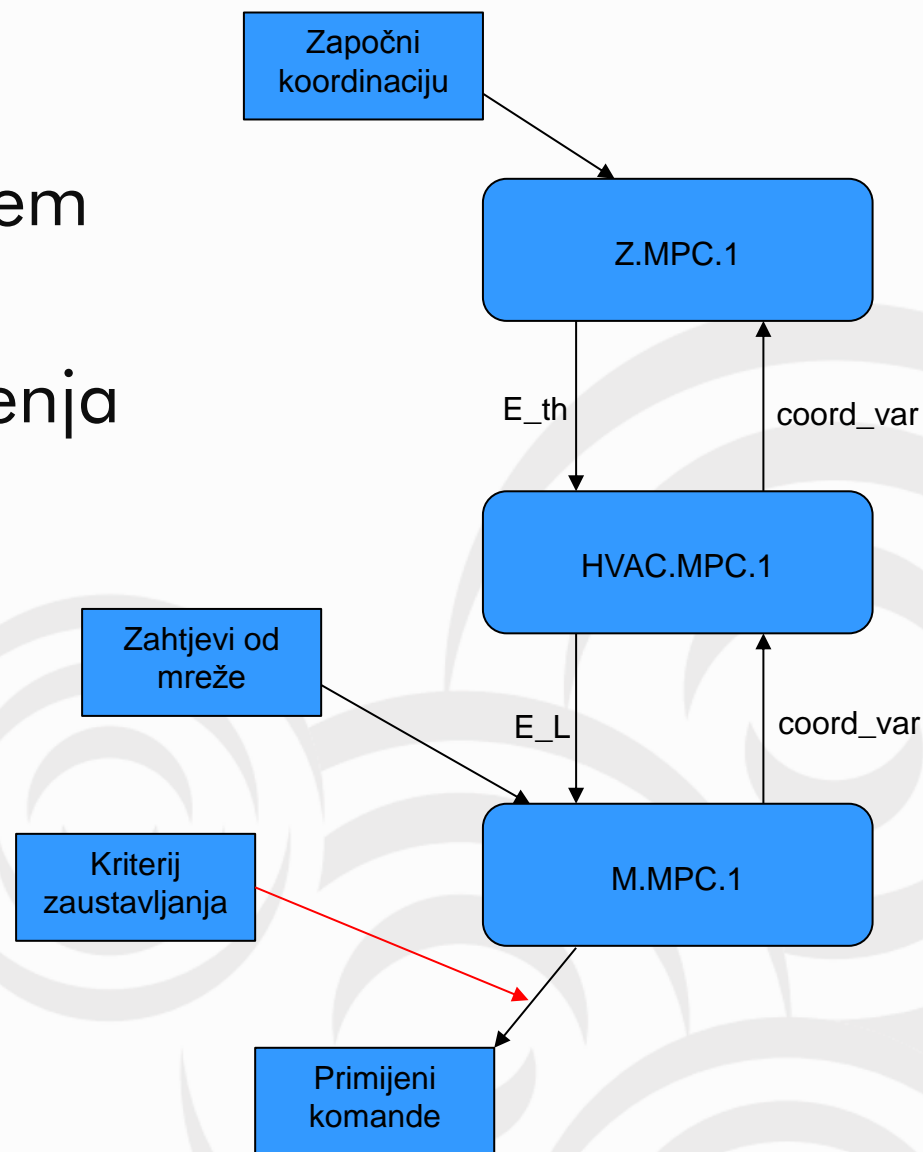 Započni
koordinaciju
em
Z.MPC.1
enja
E_th
coord_var
HVAC.MPC.1
Zahtjevi od
mreže
E_L
coord_var
Kriterij
zaustavljanja
M.MPC.1
Primijeni
komande